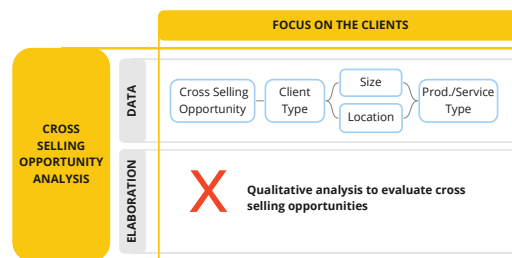 FOCUS ON THE CLIENTS
CROSS
SELLING
OPPORTUNITY
ANALYSIS
DATA
Cross Selling
Opportunity
Client
Type
Size
Location
Prod./Service
Type
ELABORATION
X
Qualitative analysis to evaluate cross
selling opportunities